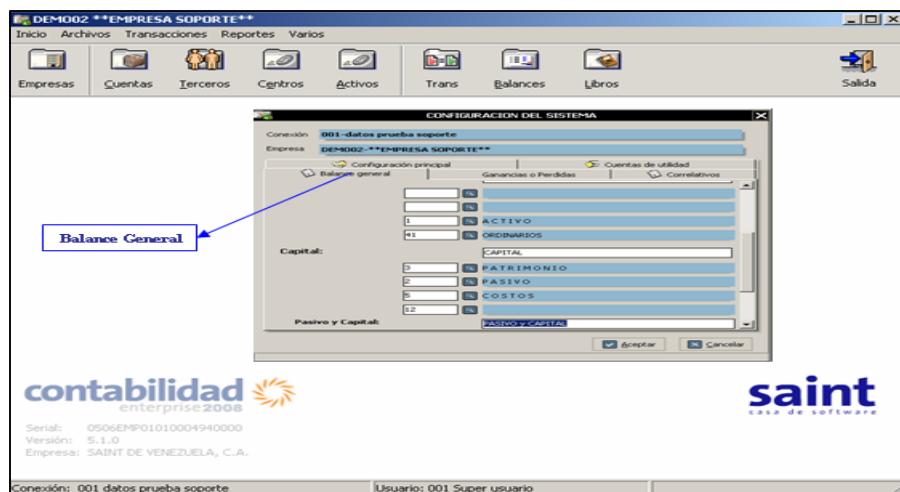 DEM002 **EMPRESA SOPORTE**
Inicio Archivos Transacciones Reportes Varios
Empresas Cuentas Terceros Centros Activos Trans Balances Libros Salida
CONFIGURACION DEL SISTEMA
Conexión 001-datos prueba soporte
Empresa DEM002-**EMPRESA SOPORTE**
Configuración principal Cuentas de utilidad
Balance general Ganancias o Perdidas Correlativos
1 ACTIVO
41 ORDINARIOS
Balance General
Capital: CAPITAL
3 PATRIMONIO
2 PASIVO
5 COSTOS
12
Pasivo y Capital: PASIVO y CAPITAL
Aceptar Cancelar
contabilidad
enterprise2008
saint
casa de software
Serial: 0506EMP01010004940000
Versión: 5.1.0
Empresa: SAINT DE VENEZUELA, C.A.
Conexión: 001 datos prueba soporte Usuario: 001 Super usuario